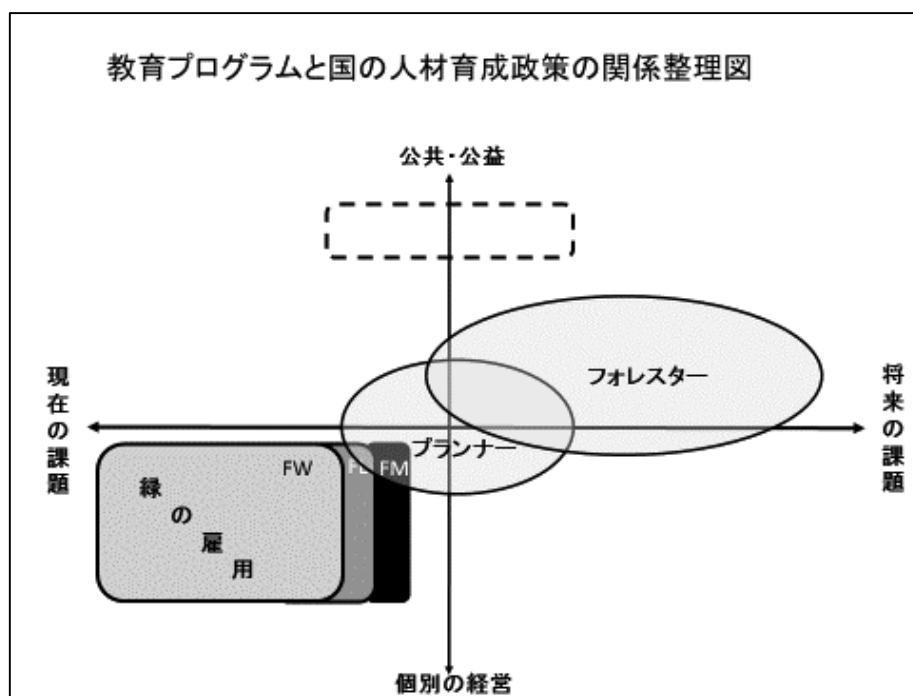 教育プログラムと国の人材育成政策の関係整理図
公共・公益
現在の課題
将来の課題
フォレスター
プランナー
FW
FM
緑の雇用
個別の経営